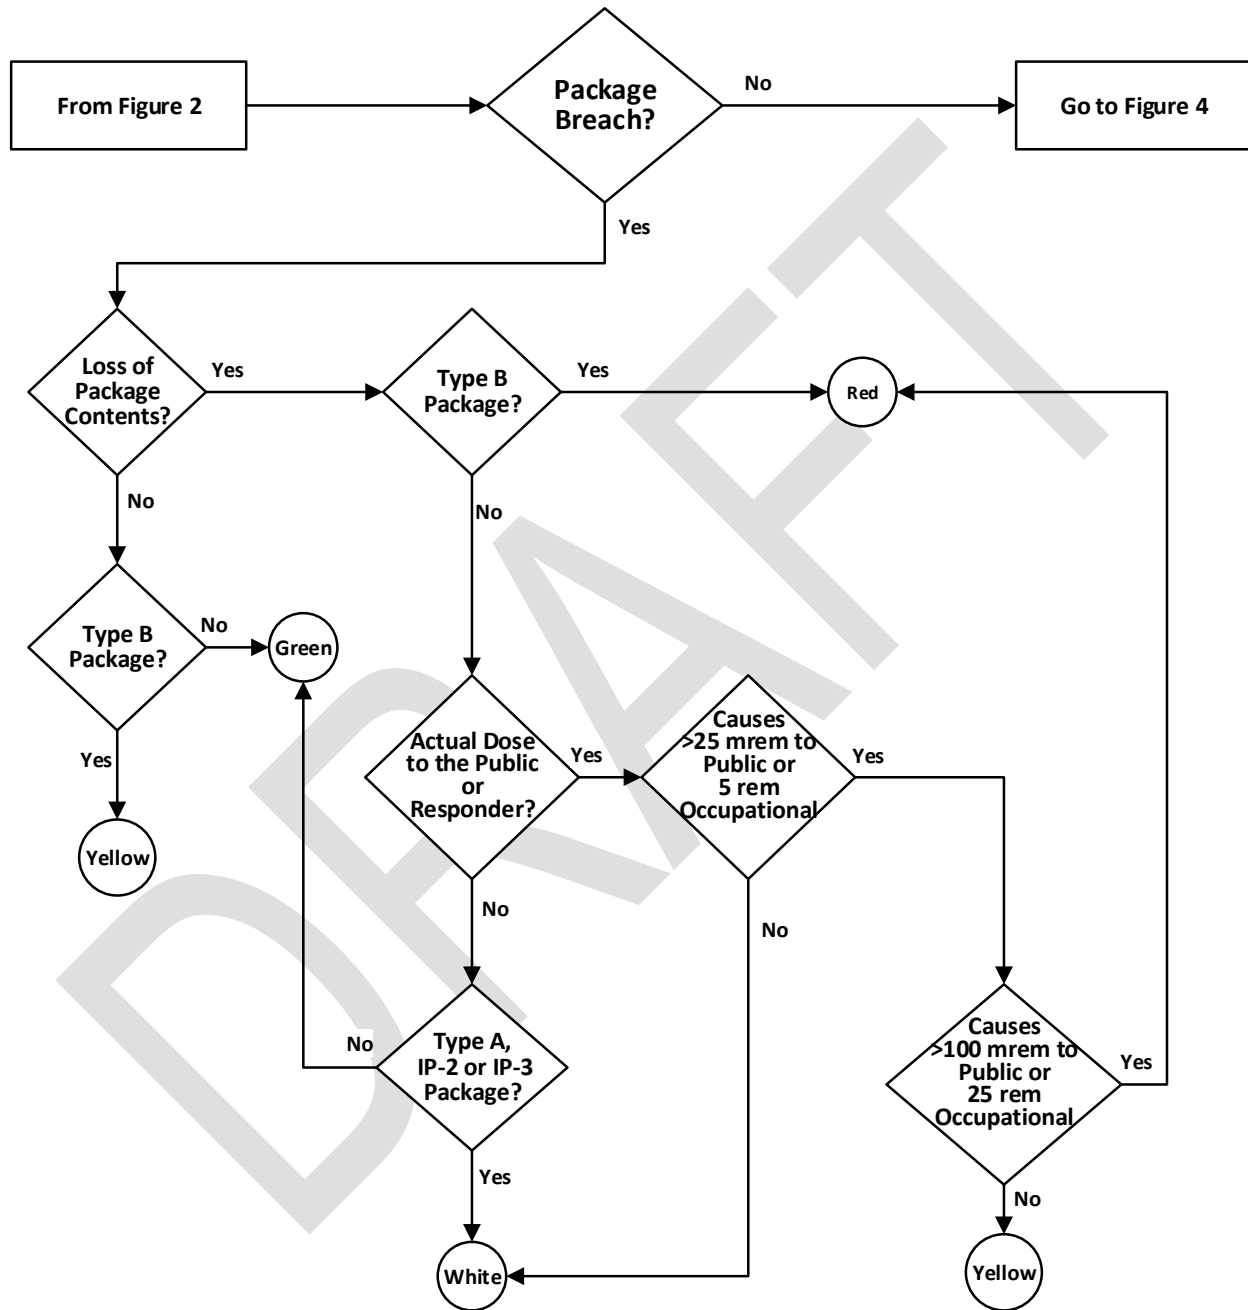 From Figure 2
Package
Breach?
No
Go to Figure 4
Yes
Loss of
Package
Contents?
Yes
Type B
Package?
Yes
Red
No
No
Type B
Package?
No
Green
Yes
Yellow
Actual Dose
to the Public
or
Responder?
Yes
Causes
>25 mrem to
Public or
5 rem
Occupational
Yes
No
No
Type A,
IP-2 or IP-3
Package?
No
Yes
White
Causes
>100 mrem to
Public or
25 rem
Occupational
Yes
No
Yellow
DRAFT